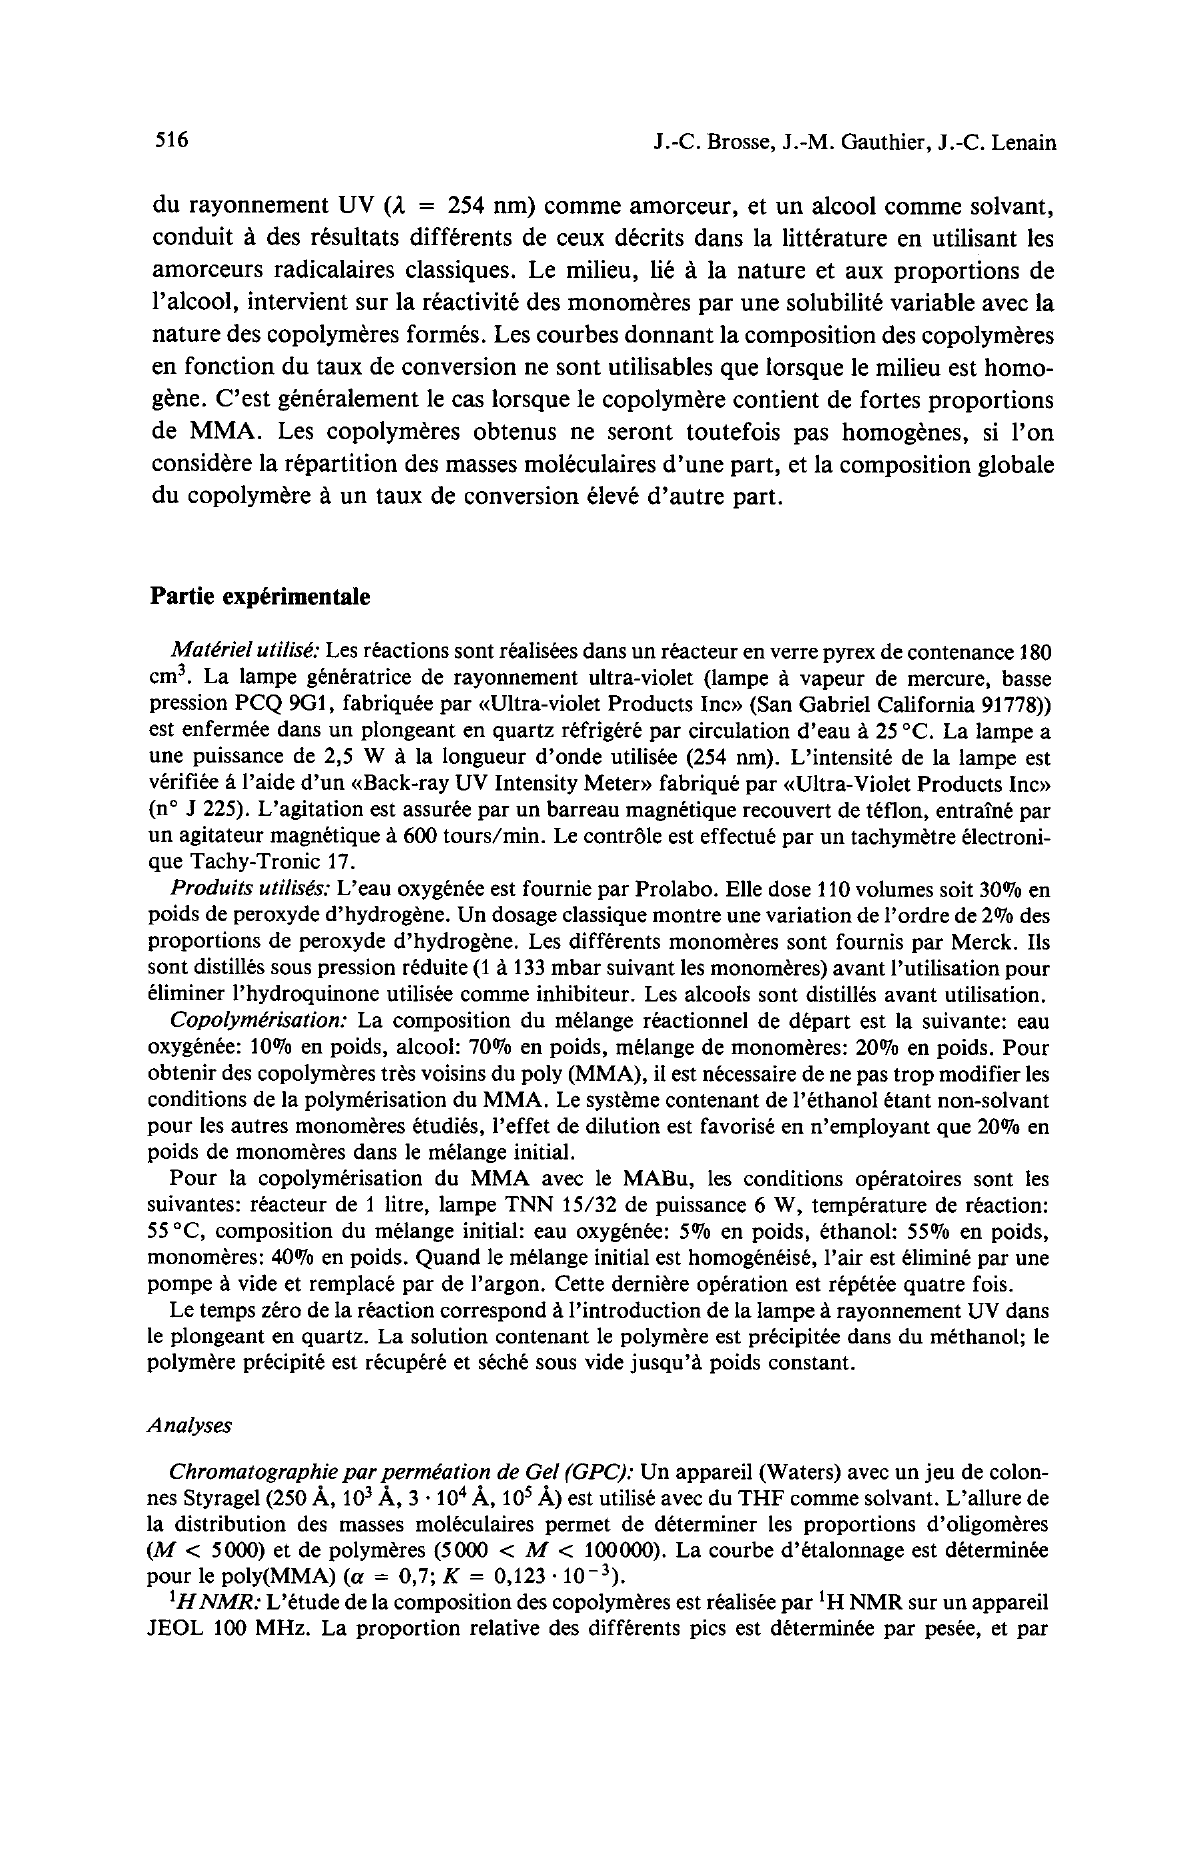 516 J.-C. Brosse, J.-M. Gauthier, J.-C. Lenain
du rayonnement UV (λ = 254 nm) comme amorceur, et un alcool comme solvant,
conduit à des résultats différents de ceux décrits dans la littérature en utilisant les
amorceurs radicalaires classiques. Le milieu, lié à la nature et aux proportions de
l'alcool, intervient sur la réactivité des monomères par une solubilité variable avec la
nature des copolymères formés. Les courbes donnant la composition des copolymères
en fonction du taux de conversion ne sont utilisables que lorsque le milieu est homo-
gène. C'est généralement le cas lorsque le copolymère contient de fortes proportions
de MMA. Les copolymères obtenus ne seront toutefois pas homogènes, si l'on
considère la répartition des masses moléculaires d'une part, et la composition globale
du copolymère à un taux de conversion élevé d'autre part.
Partie expérimentale
Matériel utilisé: Les réactions sont réalisées dans un réacteur en verre pyrex de contenance 180
cm³. La lampe génératrice de rayonnement ultra-violet (lampe à vapeur de mercure, basse
pression PCQ 9G1, fabriquée par «Ultra-violet Products Inc» (San Gabriel California 91778))
est enfermée dans un plongeant en quartz réfrigéré par circulation d'eau à 25 °C. La lampe a
une puissance de 2,5 W à la longueur d'onde utilisée (254 nm). L'intensité de la lampe est
vérifiée á l'aide d'un «Back-ray UV Intensity Meter» fabriqué par «Ultra-Violet Products Inc»
(n° J 225). L'agitation est assurée par un barreau magnétique recouvert de téflon, entraîné par
un agitateur magnétique à 600 tours/min. Le contrôle est effectué par un tachymètre électroni-
que Tachy-Tronic 17.
Produits utilisés: L'eau oxygénée est fournie par Prolabo. Elle dose 110 volumes soit 30% en
poids de peroxyde d'hydrogène. Un dosage classique montre une variation de l'ordre de 2% des
proportions de peroxyde d'hydrogène. Les différents monomères sont fournis par Merck. Ils
sont distillés sous pression réduite (1 à 133 mbar suivant les monomères) avant l'utilisation pour
éliminer l'hydroquinone utilisée comme inhibiteur. Les alcools sont distillés avant utilisation.
Copolymérisation: La composition du mélange réactionnel de départ est la suivante: eau
oxygénée: 10% en poids, alcool: 70% en poids, mélange de monomères: 20% en poids. Pour
obtenir des copolymères très voisins du poly (MMA), il est nécessaire de ne pas trop modifier les
conditions de la polymérisation du MMA. Le système contenant de l'éthanol étant non-solvant
pour les autres monomères étudiés, l'effet de dilution est favorisé en n'employant que 20% en
poids de monomères dans le mélange initial.
Pour la copolymérisation du MMA avec le MABu, les conditions opératoires sont les
suivantes: réacteur de 1 litre, lampe TNN 15/32 de puissance 6 W, température de réaction:
55 °C, composition du mélange initial: eau oxygénée: 5% en poids, éthanol: 55% en poids,
monomères: 40% en poids. Quand le mélange initial est homogénéisé, l'air est éliminé par une
pompe à vide et remplacé par de l'argon. Cette dernière opération est répétée quatre fois.
Le temps zéro de la réaction correspond à l'introduction de la lampe à rayonnement UV dans
le plongeant en quartz. La solution contenant le polymère est précipitée dans du méthanol; le
polymère précipité est récupéré et séché sous vide jusqu'à poids constant.
Analyses
Chromatographie par perméation de Gel (GPC): Un appareil (Waters) avec un jeu de colon-
nes Styragel (250 Å, 10³ Å, 3 · 10⁴ Å, 10⁵ Å) est utilisé avec du THF comme solvant. L'allure de
la distribution des masses moléculaires permet de déterminer les proportions d'oligomères
(M < 5000) et de polymères (5000 < M < 100000). La courbe d'étalonnage est déterminée
pour le poly(MMA) (α = 0,7; K = 0,123 · 10⁻³).
¹H NMR: L'étude de la composition des copolymères est réalisée par ¹H NMR sur un appareil
JEOL 100 MHz. La proportion relative des différents pics est déterminée par pesée, et par